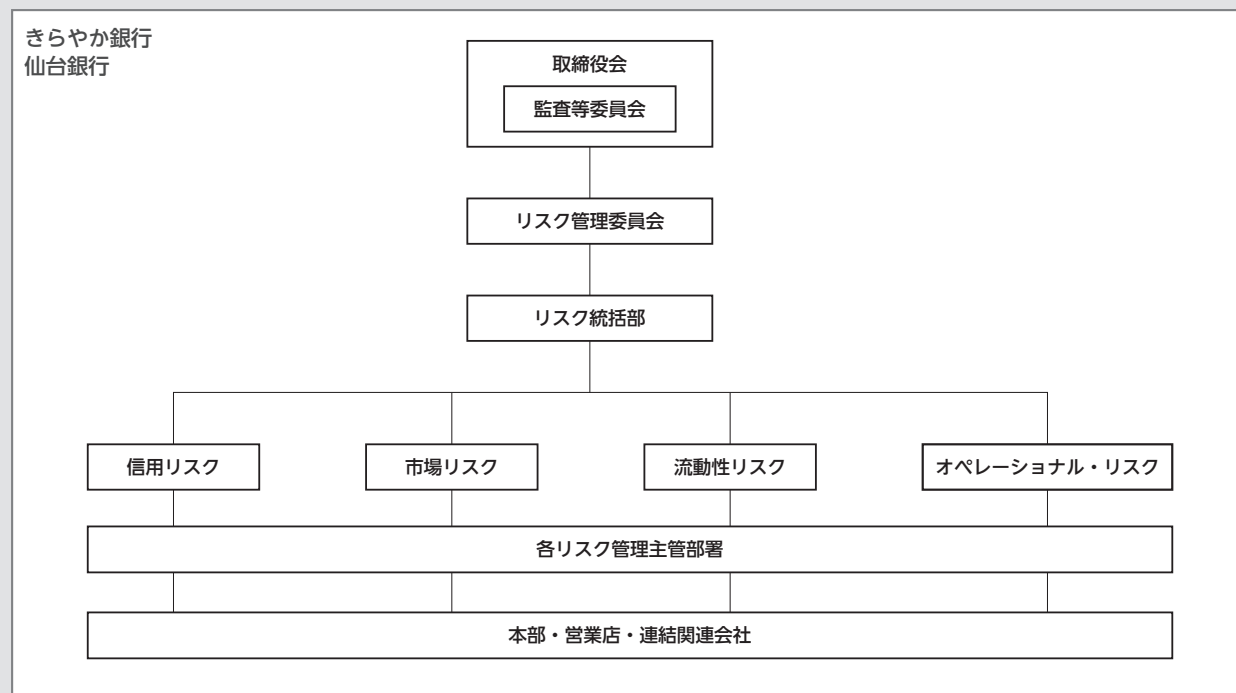 きらやか銀行
仙台銀行
取締役会
監査等委員会
リスク管理委員会
リスク統括部
信用リスク
市場リスク
流動性リスク
オペレーショナル・リスク
各リスク管理主管部署
本部・営業店・連結関連会社